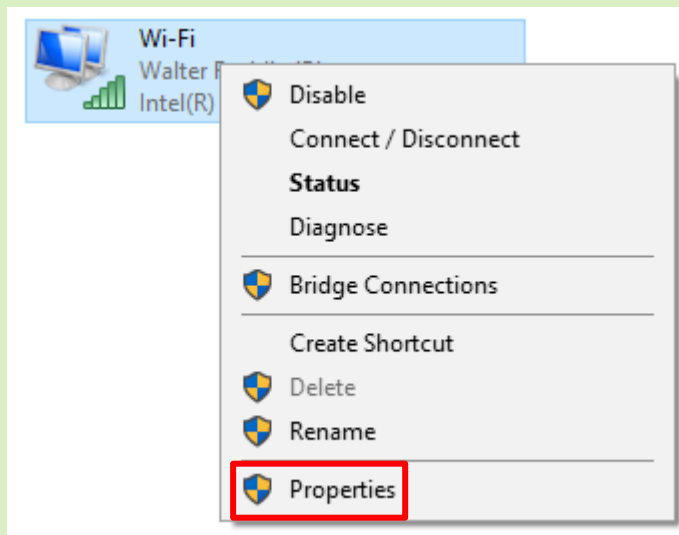 Wi-Fi
Walter
Intel(R)
Disable
Connect / Disconnect
Status
Diagnose
Bridge Connections
Create Shortcut
Delete
Rename
Properties